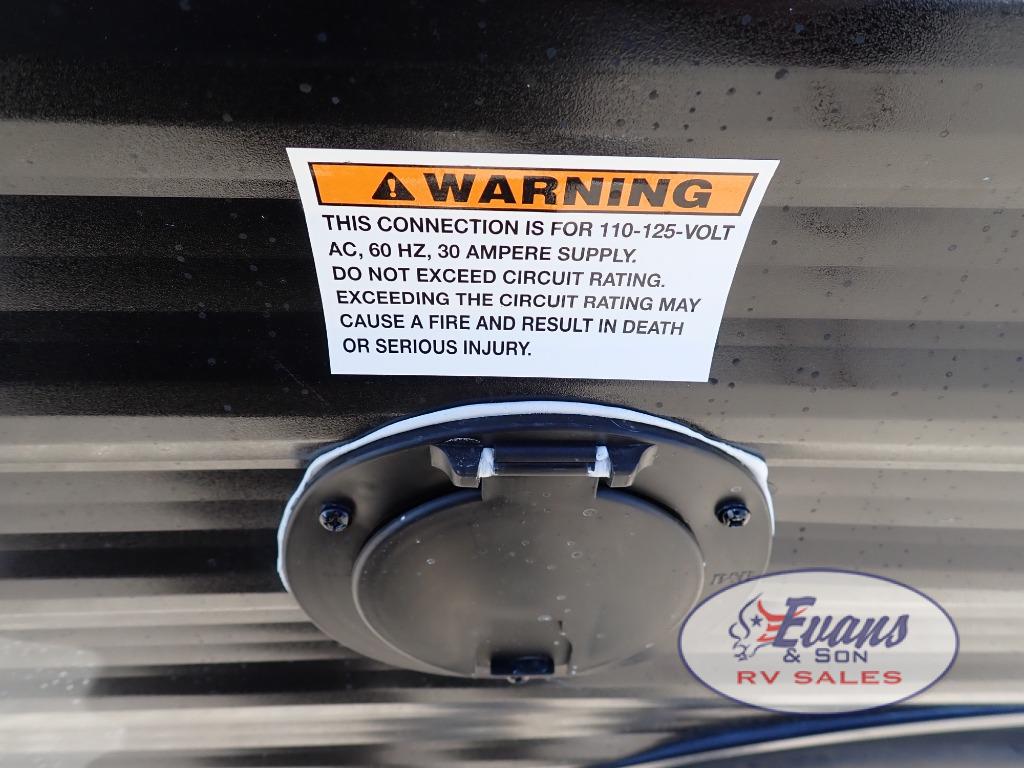 WARNING
THIS CONNECTION IS FOR 110-125-VOLT
AC, 60 HZ, 30 AMPERE SUPPLY.
DO NOT EXCEED CIRCUIT RATING.
EXCEEDING THE CIRCUIT RATING MAY
CAUSE A FIRE AND RESULT IN DEATH
OR SERIOUS INJURY.
Evans
& SON
RV SALES